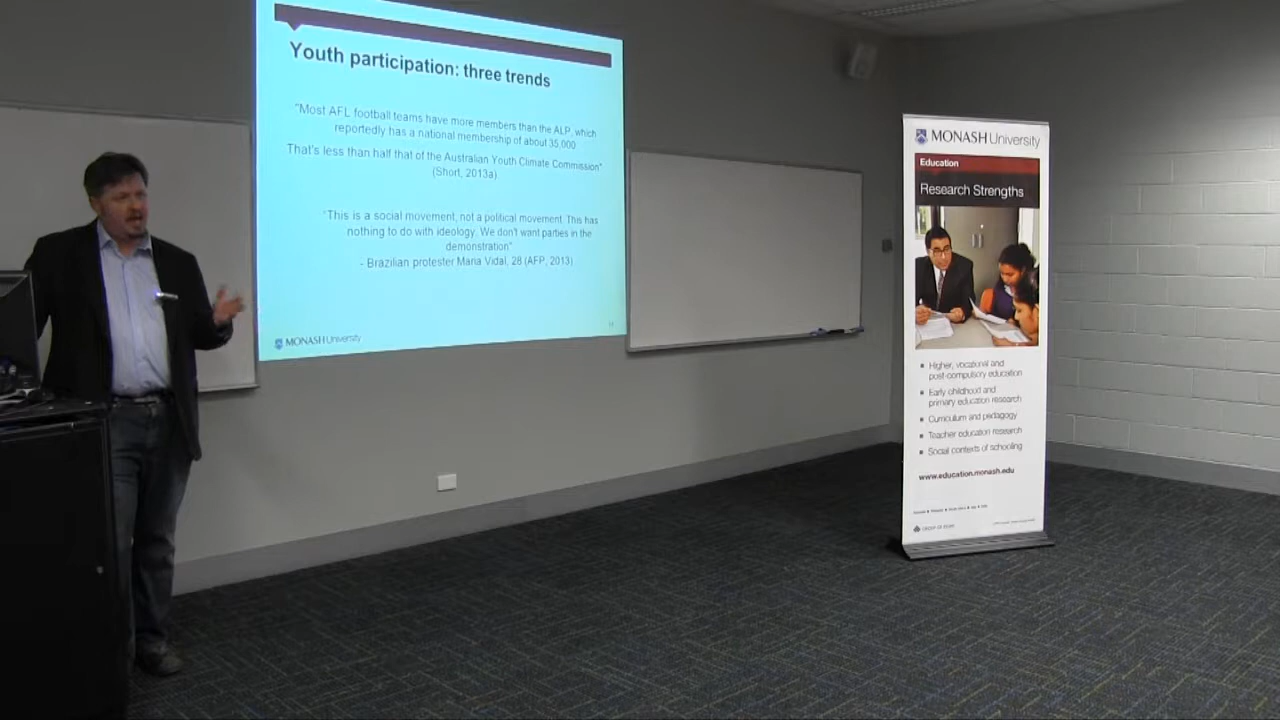 Youth participation: three trends
"Most AFL football teams have more members than the ALP, which
reportedly has a national membership of about 35,000
That's less than half that of the Australian Youth Climate Commission"
(Short, 2013a)
"This is a social movement, not a political movement. This has
nothing to do with ideology. We don't want parties in the
demonstration"
- Brazilian protester Maria Vidal, 28 (AFP, 2013)
MONASH University
MONASH University
Education
Research Strengths
Higher, vocational and
post-compulsory education
Early childhood and
primary education research
Curriculum and pedagogy
Teacher education research
Social contexts of schooling
www.education.monash.edu